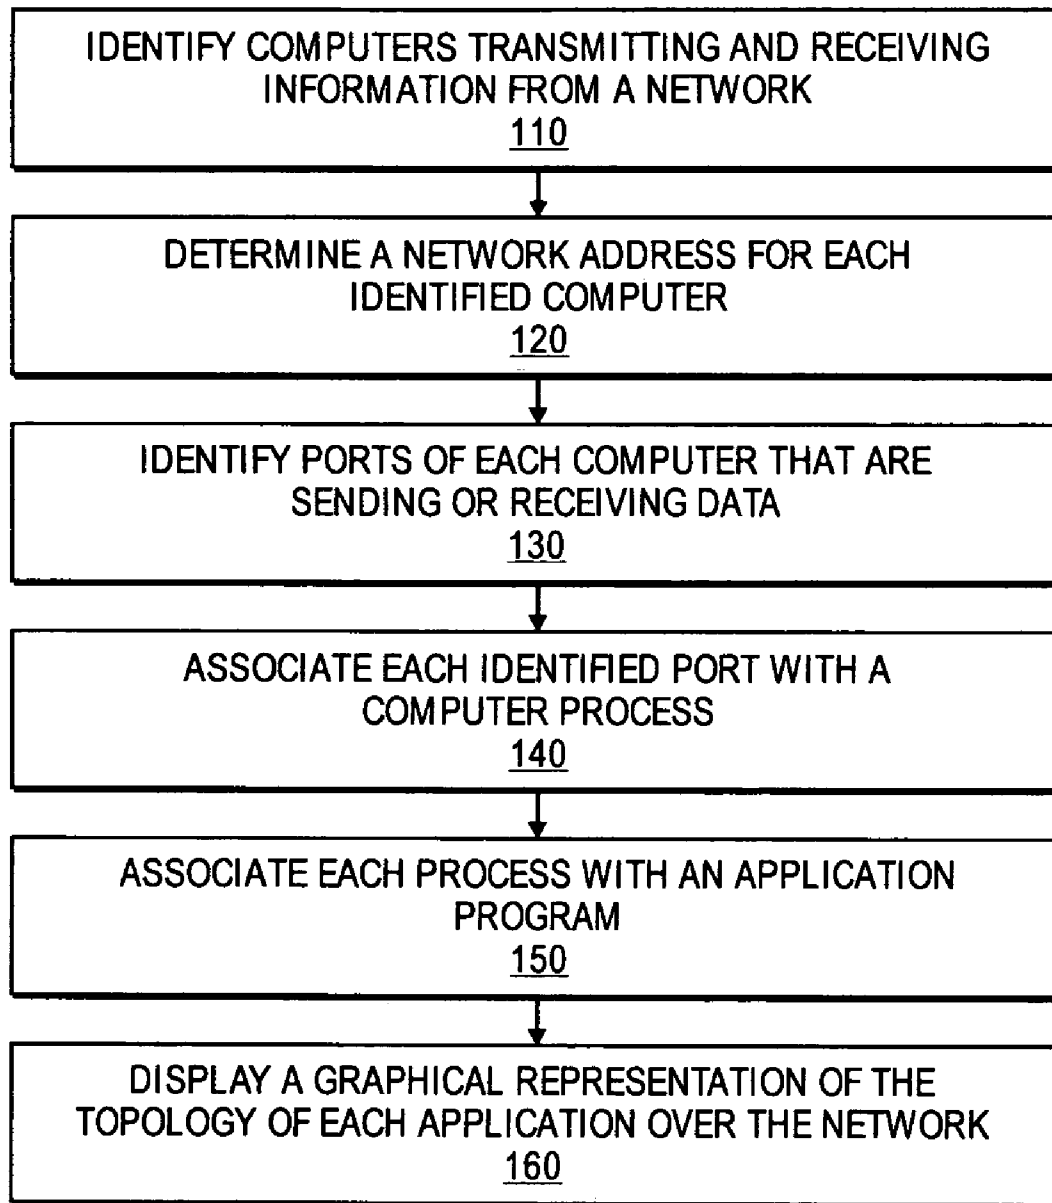 IDENTIFY COMPUTERS TRANSMITTING AND RECEIVING
INFORMATION FROM A NETWORK
110
DETERMINE A NETWORK ADDRESS FOR EACH
IDENTIFIED COMPUTER
120
IDENTIFY PORTS OF EACH COMPUTER THAT ARE
SENDING OR RECEIVING DATA
130
ASSOCIATE EACH IDENTIFIED PORT WITH A
COMPUTER PROCESS
140
ASSOCIATE EACH PROCESS WITH AN APPLICATION
PROGRAM
150
DISPLAY A GRAPHICAL REPRESENTATION OF THE
TOPOLOGY OF EACH APPLICATION OVER THE NETWORK
160